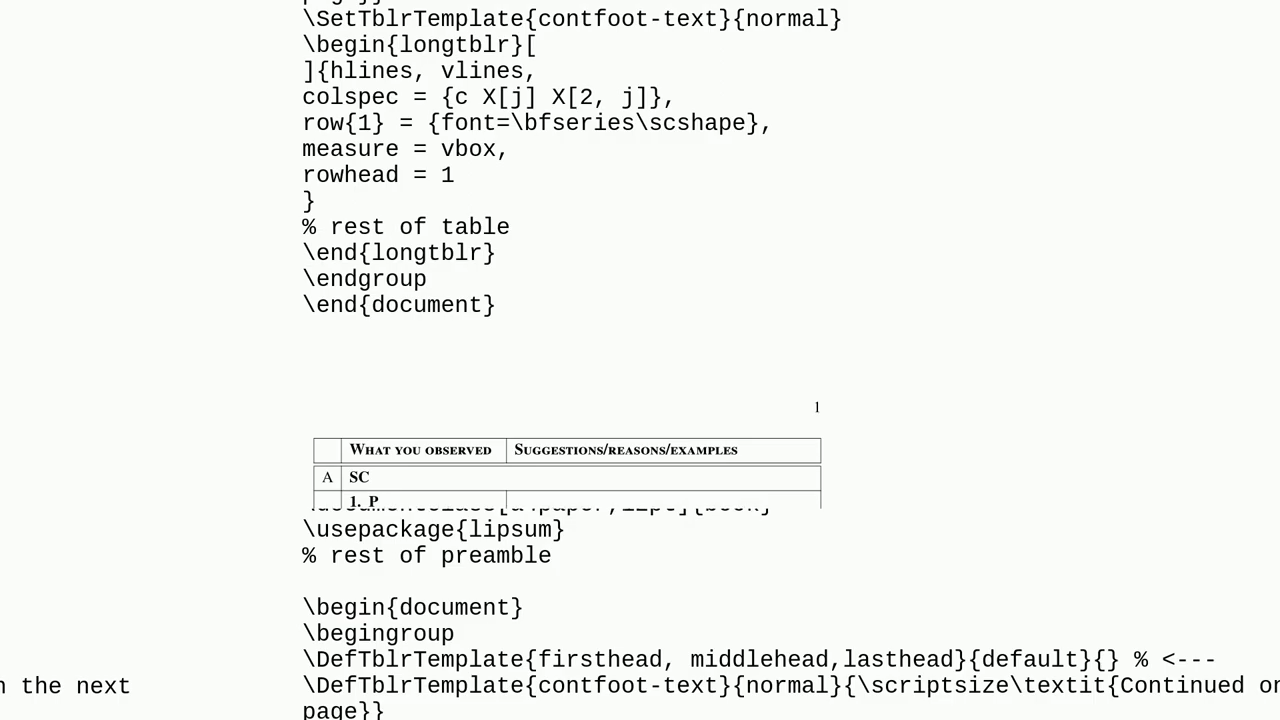 page}}
\SetTblrTemplate{contfoot-text}{normal}
\begin{longtblr}[
]{hlines, vlines,
colspec = {c X[j] X[2, j]},
row{1} = {font=\bfseries\scshape},
measure = vbox,
rowhead = 1
}
% rest of table
\end{longtblr}
\endgroup
\end{document}
1
What you observed Suggestions/reasons/examples
A SC
1. P
\usepackage{lipsum}
% rest of preamble
\begin{document}
\begingroup
\DefTblrTemplate{firsthead, middlehead,lasthead}{default}{} % <---
\DefTblrTemplate{contfoot-text}{normal}{\scriptsize\textit{Continued on
the next
page}}